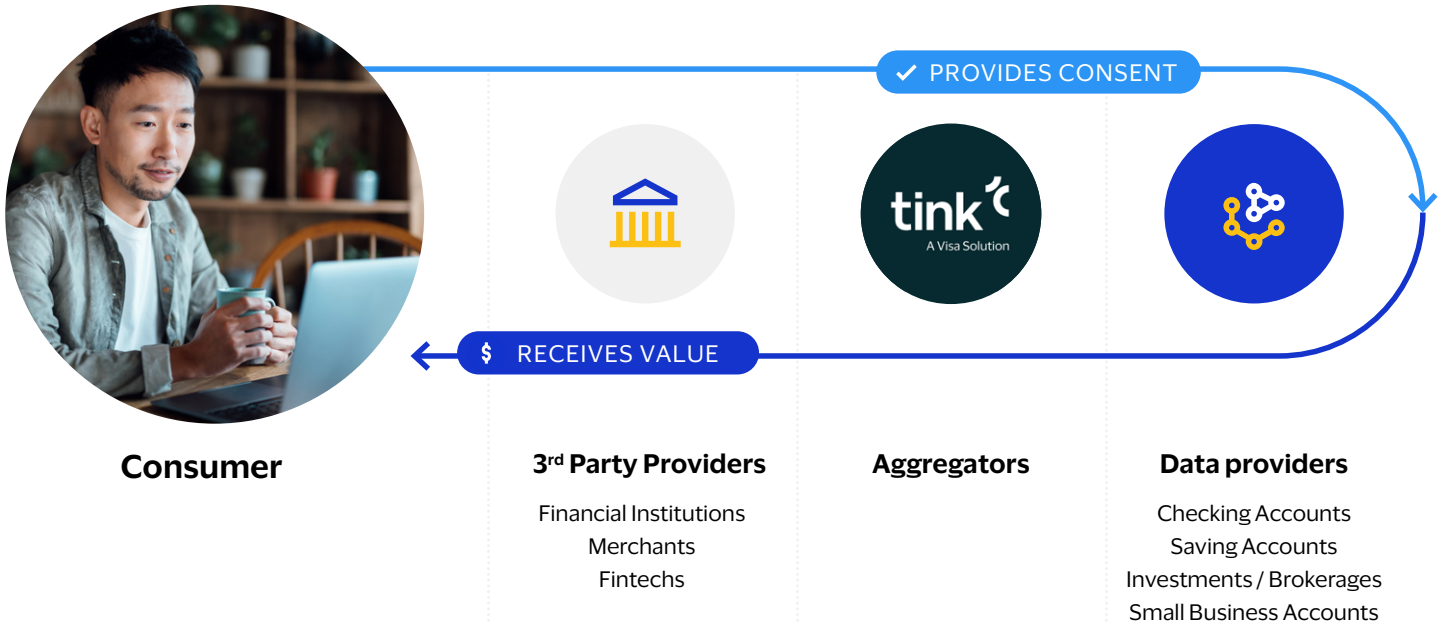 PROVIDES CONSENT
tink
A Visa Solution
$ RECEIVES VALUE
Consumer
3rd Party Providers
Financial Institutions
Merchants
Fintechs
Aggregators
Data providers
Checking Accounts
Saving Accounts
Investments / Brokerages
Small Business Accounts